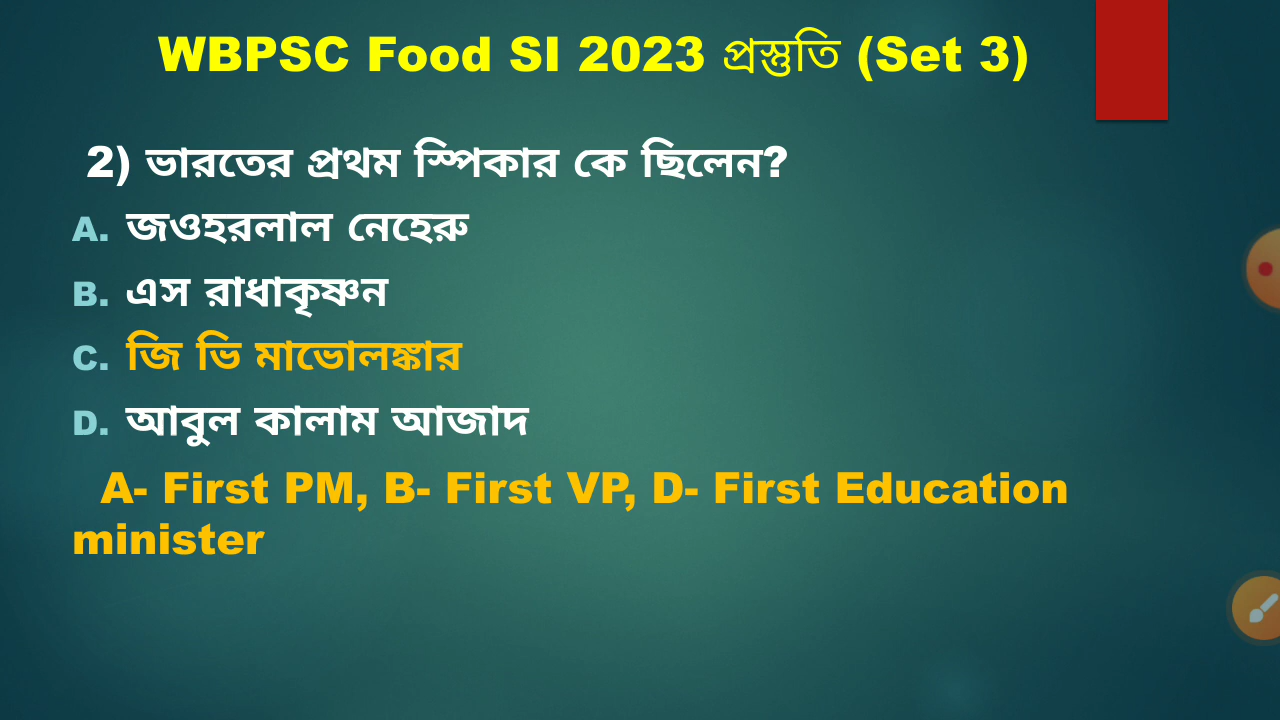 WBPSC Food SI 2023 প্রস্তুতি (Set 3)
2) ভারতের প্রথম স্পিকার কে ছিলেন?
A. জওহরলাল নেহেরু
B. এস রাধাকৃষ্ণন
C. জি ভি মাভোলঙ্কার
D. আবুল কালাম আজাদ
A- First PM, B- First VP, D- First Education
minister